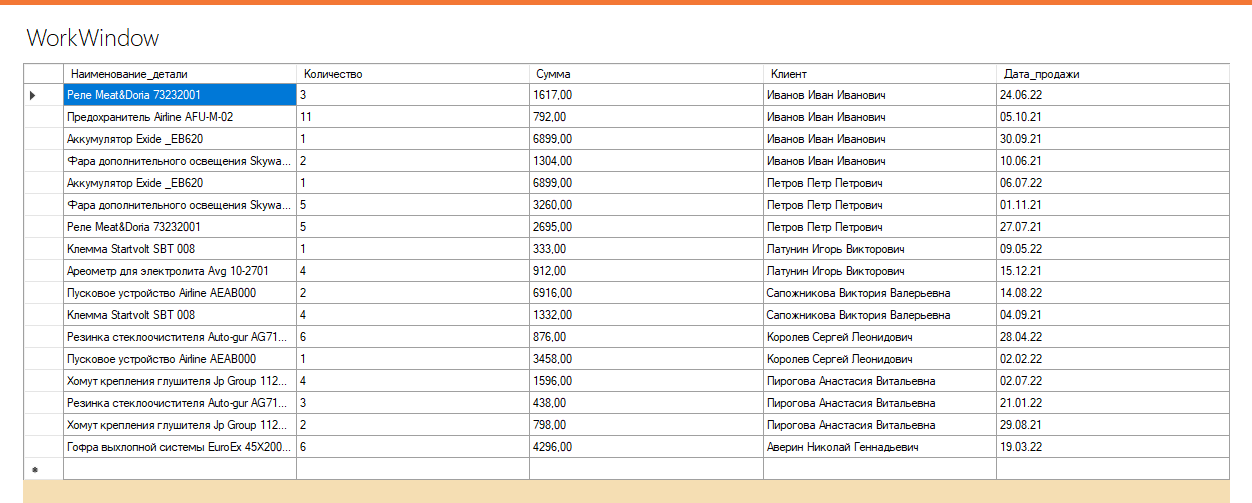 WorkWindow
Наименование_детали Количество Сумма Клиент Дата_продажи
Реле Meat&Doria 73232001 3 1617,00 Иванов Иван Иванович 24.06.22
Предохранитель Airline AFU-M-02 11 792,00 Иванов Иван Иванович 05.10.21
Аккумулятор Exide _EB620 1 6899,00 Иванов Иван Иванович 30.09.21
Фара дополнительного освещения Skywa... 2 1304,00 Иванов Иван Иванович 10.06.21
Аккумулятор Exide _EB620 1 6899,00 Петров Петр Петрович 06.07.22
Фара дополнительного освещения Skywa... 5 3260,00 Петров Петр Петрович 01.11.21
Реле Meat&Doria 73232001 5 2695,00 Петров Петр Петрович 27.07.21
Клемма Startvolt SBT 008 1 333,00 Латунин Игорь Викторович 09.05.22
Ареометр для электролита Avg 10-2701 4 912,00 Латунин Игорь Викторович 15.12.21
Пусковое устройство Airline AEAB000 2 6916,00 Сапожникова Виктория Валерьевна 14.08.22
Клемма Startvolt SBT 008 4 1332,00 Сапожникова Виктория Валерьевна 04.09.21
Резинка стеклоочистителя Auto-gur AG71... 6 876,00 Королев Сергей Леонидович 28.04.22
Пусковое устройство Airline AEAB000 1 3458,00 Королев Сергей Леонидович 02.02.22
Хомут крепления глушителя Jp Group 112... 4 1596,00 Пирогова Анастасия Витальевна 02.07.22
Резинка стеклоочистителя Auto-gur AG71... 3 438,00 Пирогова Анастасия Витальевна 21.01.22
Хомут крепления глушителя Jp Group 112... 2 798,00 Пирогова Анастасия Витальевна 29.08.21
Гофра выхлопной системы EuroEx 45X200... 6 4296,00 Аверин Николай Геннадьевич 19.03.22